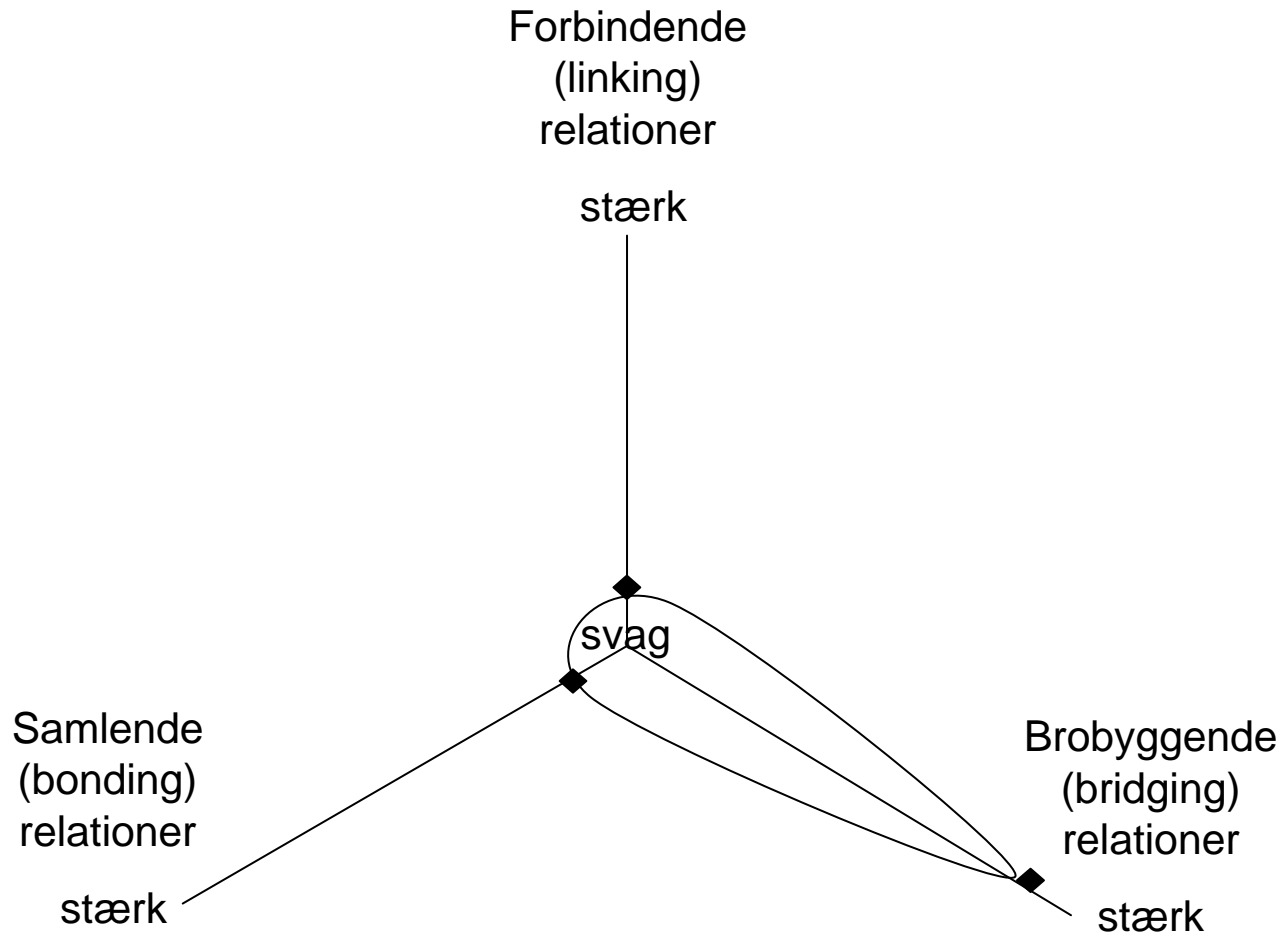 Forbindende
(linking)
relationer
stærk
svag
Samlende
(bonding)
relationer
stærk
Brobyggende
(bridging)
relationer
stærk